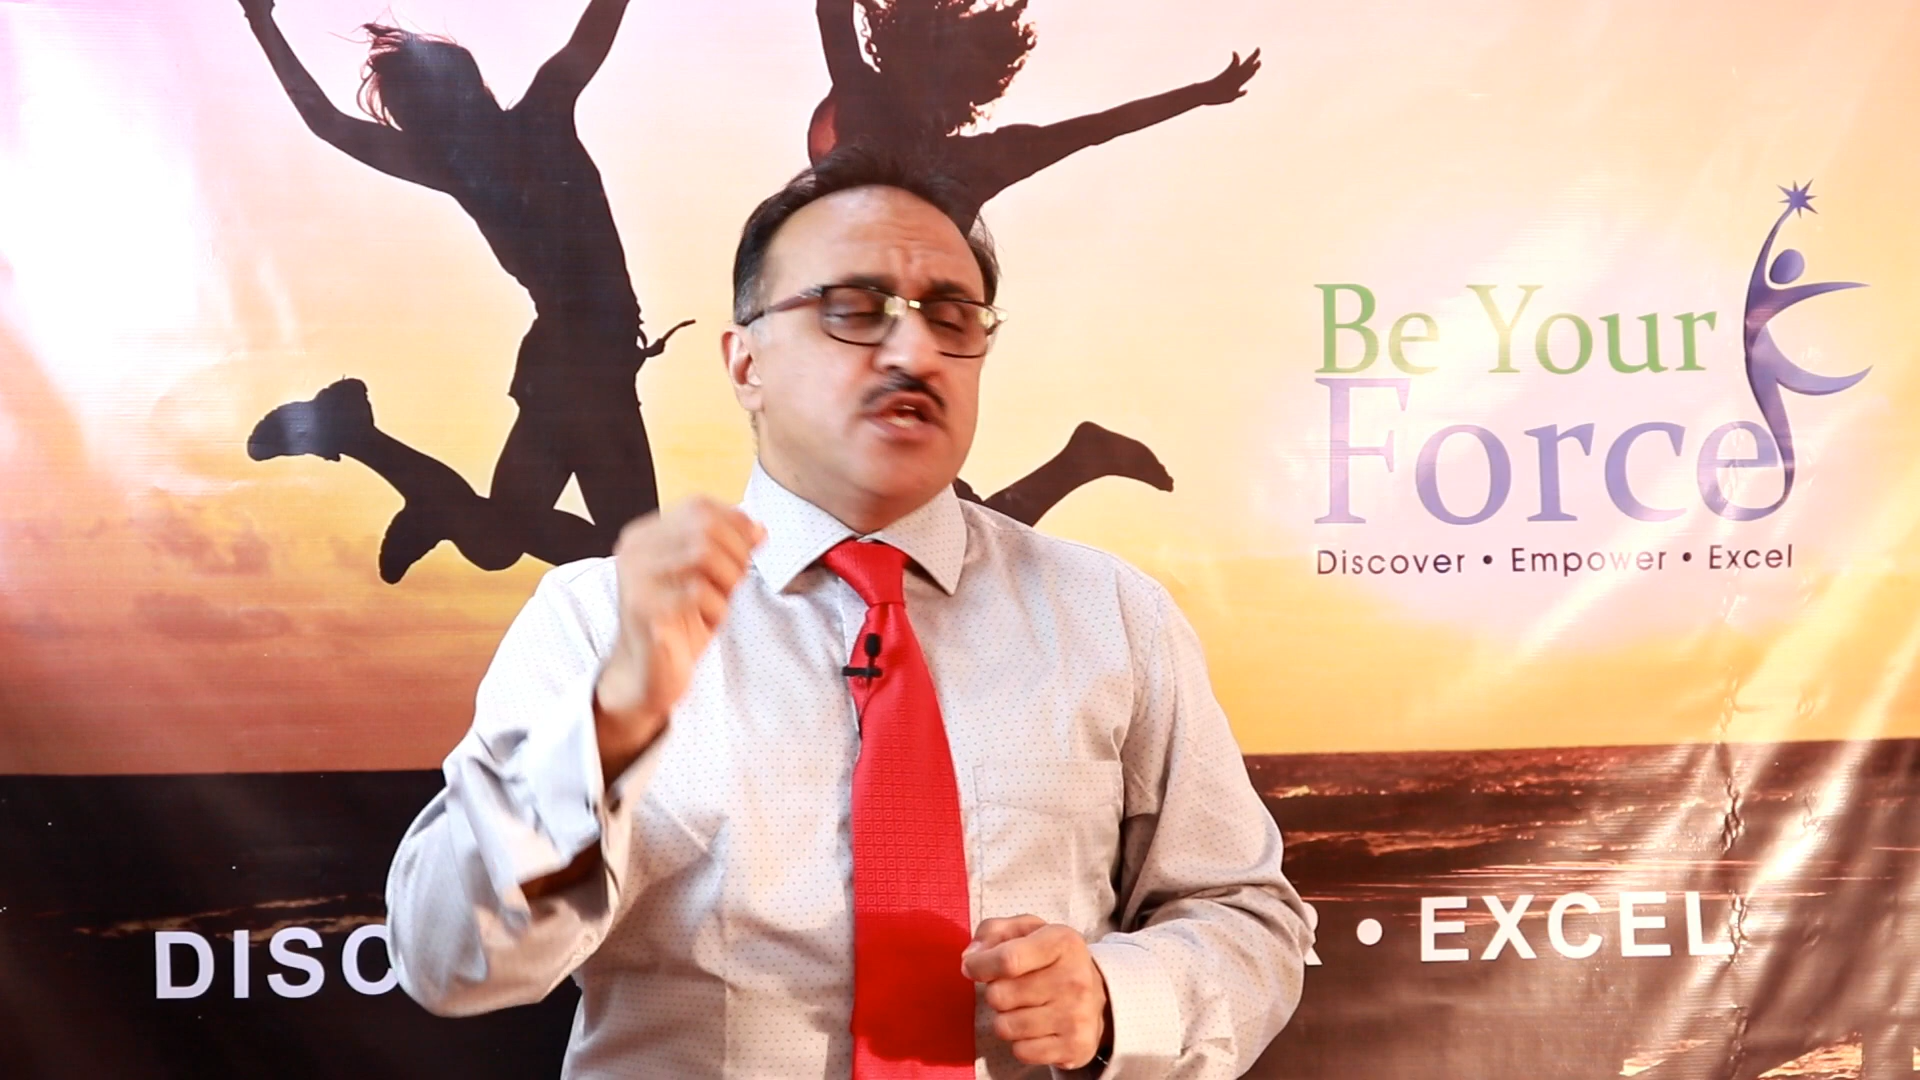 Be Your
Force
Discover • Empower • Excel
DISC
R • EXCEL